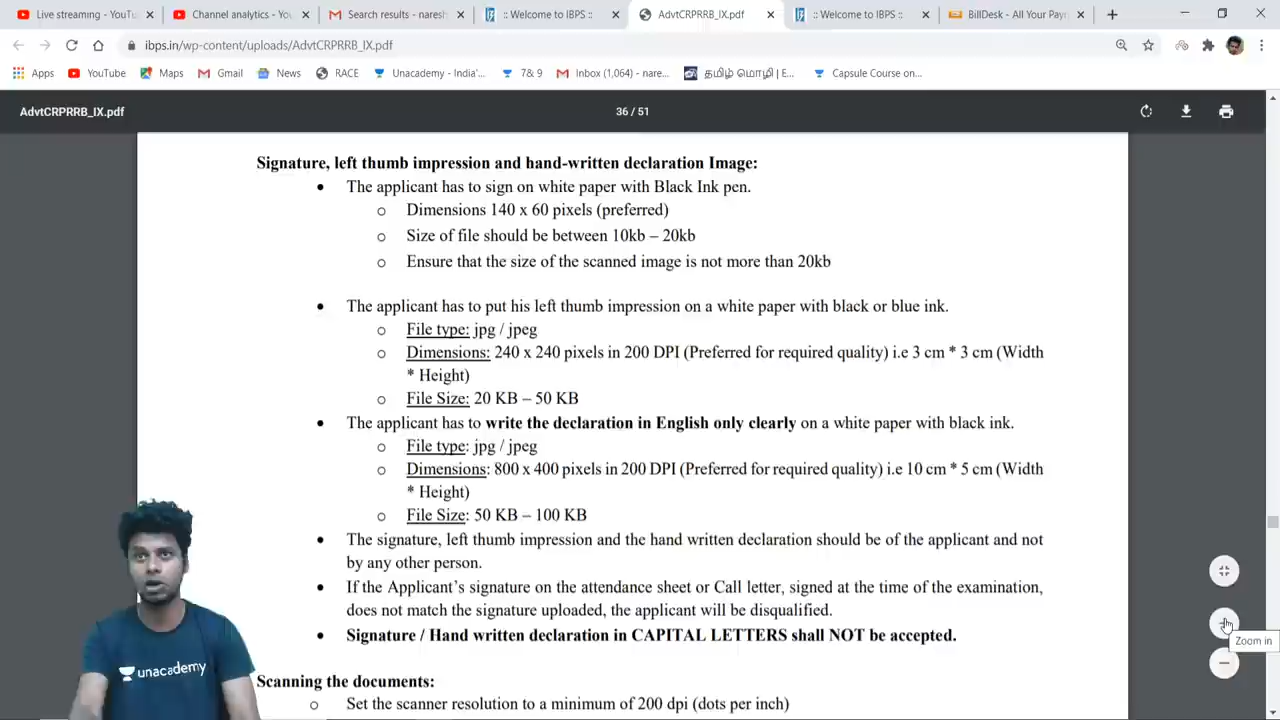 Live streaming - YouTu
Channel analytics - You
Search results - naresh
:: Welcome to IBPS ::
AdvtCRPRRB_IX.pdf
:: Welcome to IBPS ::
BillDesk - All Your Payn
ibps.in/wp-content/uploads/AdvtCRPRRB_IX.pdf
Apps
YouTube
Maps
Gmail
News
RACE
Unacademy - India'...
7& 9
Inbox (1,064) - nare...
தமிழ் மொழி | E...
Capsule Course on...
AdvtCRPRRB_IX.pdf
36 / 51
Signature, left thumb impression and hand-written declaration Image:
• The applicant has to sign on white paper with Black Ink pen.
o Dimensions 140 x 60 pixels (preferred)
o Size of file should be between 10kb – 20kb
o Ensure that the size of the scanned image is not more than 20kb
• The applicant has to put his left thumb impression on a white paper with black or blue ink.
o File type: jpg / jpeg
o Dimensions: 240 x 240 pixels in 200 DPI (Preferred for required quality) i.e 3 cm * 3 cm (Width
* Height)
o File Size: 20 KB – 50 KB
• The applicant has to write the declaration in English only clearly on a white paper with black ink.
o File type: jpg / jpeg
o Dimensions: 800 x 400 pixels in 200 DPI (Preferred for required quality) i.e 10 cm * 5 cm (Width
* Height)
o File Size: 50 KB – 100 KB
• The signature, left thumb impression and the hand written declaration should be of the applicant and not
by any other person.
• If the Applicant's signature on the attendance sheet or Call letter, signed at the time of the examination,
does not match the signature uploaded, the applicant will be disqualified.
• Signature / Hand written declaration in CAPITAL LETTERS shall NOT be accepted.
Zoom in
unacademy
Scanning the documents:
o Set the scanner resolution to a minimum of 200 dpi (dots per inch)